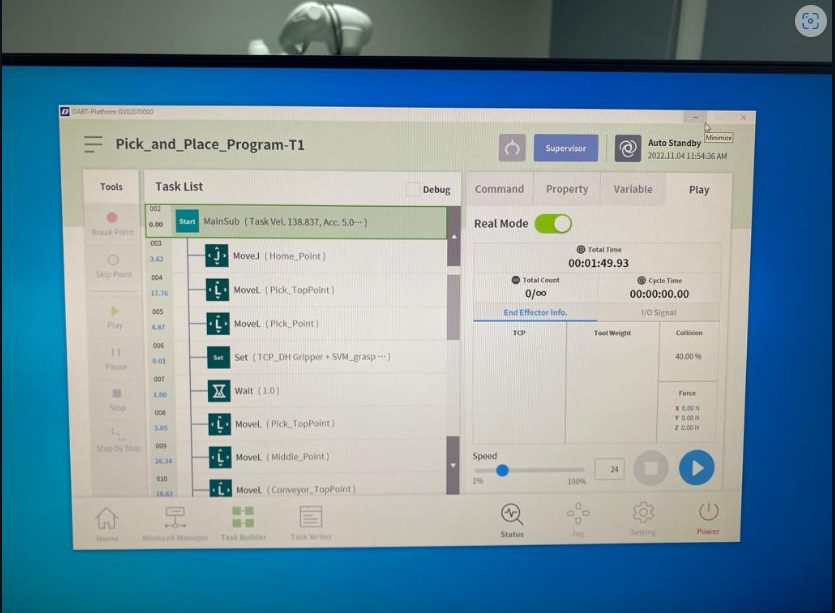 DART-Platform GV02070000
Minimize
Pick_and_Place_Program-T1
Supervisor
Auto Standby
2022.11.04 11:54:36 AM
Tools
Task List
Debug
Command
Property
Variable
Play
Break Point
Skip Point
Play
Pause
Stop
Step by Stop
002
0.00
Start
MainSub (Task Vel. 138.837, Acc. 5.0⋯)
003
3.62
J
MoveJ (Home_Point)
004
17.76
L
MoveL (Pick_TopPoint)
005
4.87
L
MoveL (Pick_Point)
006
0.01
Set
Set (TCP_DH Gripper + SVM_grasp ⋯)
007
1.00
Wait (1.0)
008
3.05
L
MoveL (Pick_TopPoint)
009
26.34
L
MoveL (Middle_Point)
010
18.62
L
MoveL (Conveyor_TopPoint)
Real Mode
Total Time
00:01:49.93
Total Count
0/∞
Cycle Time
00:00:00.00
End Effector Info.
I/O Signal
TCP
Tool Weight
Collision
40.00 %
Force
X 0.00 N
Y 0.00 N
Z 0.00 N
Speed
1%
100%
24
Home
Workcell Manager
Task Builder
Task Writer
Status
Jog
Setting
Power